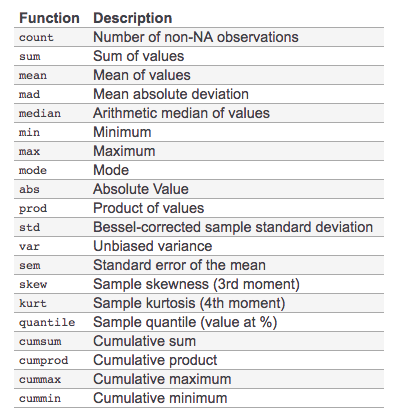 Function Description
count Number of non-NA observations
sum Sum of values
mean Mean of values
mad Mean absolute deviation
median Arithmetic median of values
min Minimum
max Maximum
mode Mode
abs Absolute Value
prod Product of values
std Bessel-corrected sample standard deviation
var Unbiased variance
sem Standard error of the mean
skew Sample skewness (3rd moment)
kurt Sample kurtosis (4th moment)
quantile Sample quantile (value at %)
cumsum Cumulative sum
cumprod Cumulative product
cummax Cumulative maximum
cummin Cumulative minimum